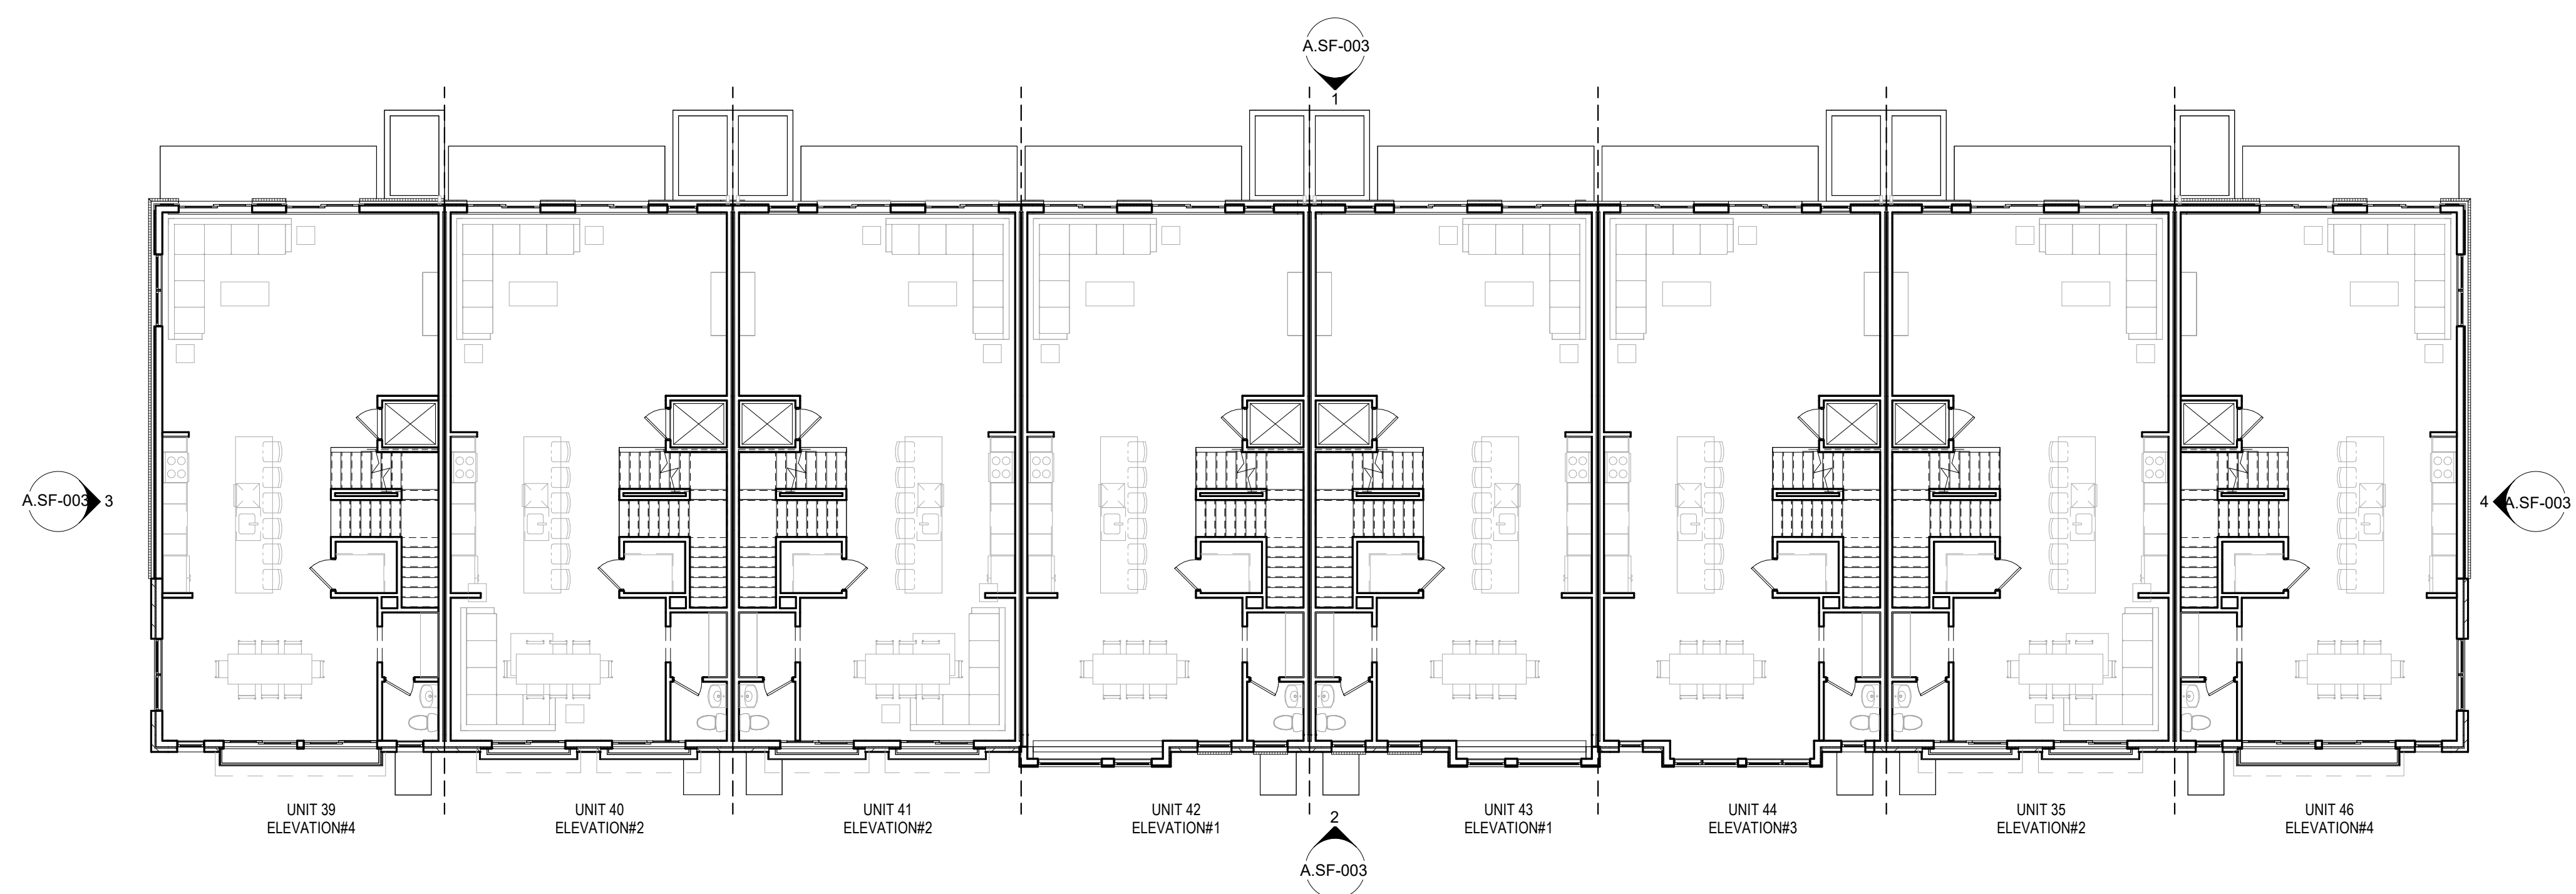 A.SF-003
1
A.SF-003 3
4 A.SF-003
UNIT 39
ELEVATION#4
UNIT 40
ELEVATION#2
UNIT 41
ELEVATION#2
UNIT 42
ELEVATION#1
UNIT 43
ELEVATION#1
UNIT 44
ELEVATION#3
UNIT 35
ELEVATION#2
UNIT 46
ELEVATION#4
2
A.SF-003